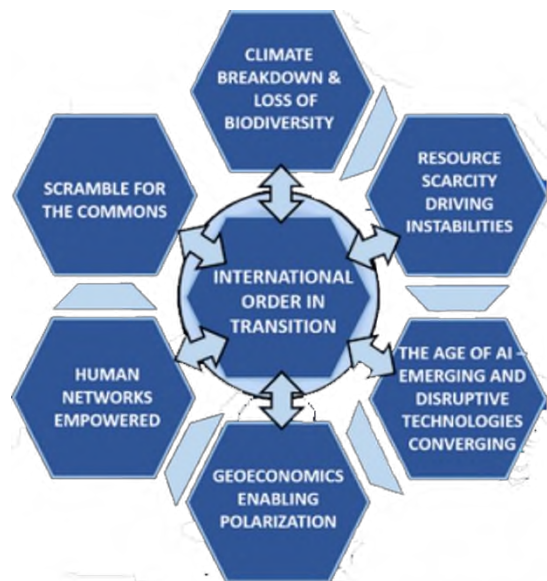 CLIMATE
BREAKDOWN &
LOSS OF
BIODIVERSITY
SCRAMBLE FOR
THE COMMONS
RESOURCE
SCARCITY
DRIVING
INSTABILITIES
INTERNATIONAL
ORDER IN
TRANSITION
HUMAN
NETWORKS
EMPOWERED
THE AGE OF AI –
EMERGING AND
DISRUPTIVE
TECHNOLOGIES
CONVERGING
GEOECONOMICS
ENABLING
POLARIZATION